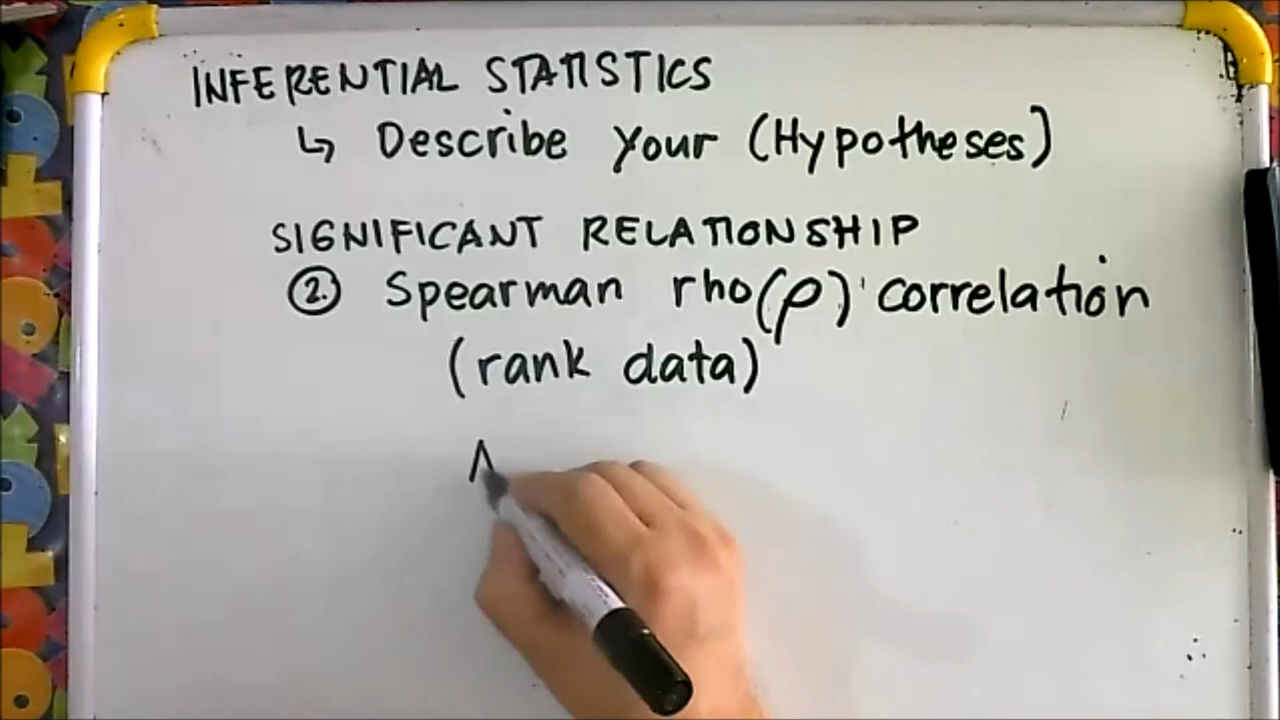 INFERENTIAL STATISTICS
↳ Describe your (Hypotheses)
SIGNIFICANT RELATIONSHIP
②. Spearman rho (ρ) correlation
(rank data)